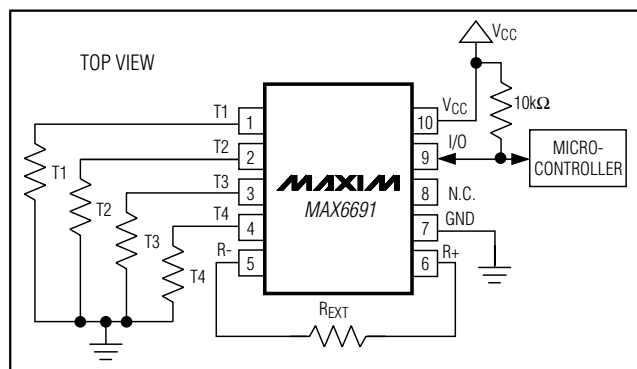 TOP VIEW
VCC
10kΩ
T1
1
T2
2
T3
3
T4
4
R-
5
VCC
10
I/O
9
N.C.
8
GND
7
R+
6
MAXIM
MAX6691
MICRO-
CONTROLLER
T1
T2
T3
T4
REXT